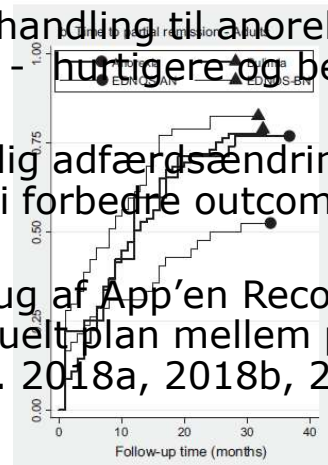 handling til anore
Time to partial remission - Adults
1.00
Anorexia Bulimia
- hurtigere og be
EDNOS-AN EDNOS-BN
0.75
lig adfærdsændrin
i forbedre outcom
0.50
ug af App'en Reco
0.25
uelt plan mellem p
. 2018a, 2018b, 2
0.00
0 10 20 30 40
Follow-up time (months)